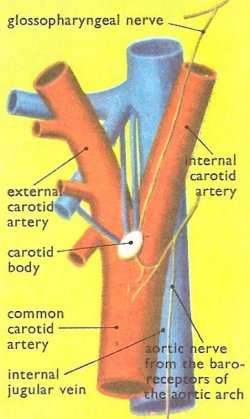 glossopharyngeal nerve
internal
carotid
artery
external
carotid
artery
carotid
body
common
carotid
artery
internal
jugular vein
aortic nerve
from the baro-
receptors of
the aortic arch